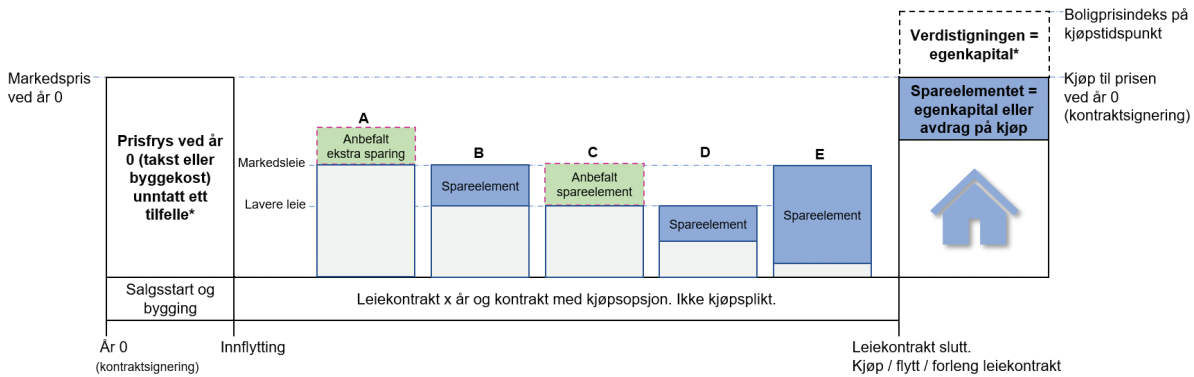 Boligprisindeks på
kjøpstidspunkt
Verdistigningen =
egenkapital*
Markedspris
ved år 0
Kjøp til prisen
ved år 0
(kontraktsignering)
Spareelementet =
egenkapital eller
avdrag på kjøp
Prisfrys ved år
0 (takst eller
byggekost)
unntatt ett
tilfelle*
A
Anbefalt
ekstra sparing
B
Spareelement
C
Anbefalt
spareelement
D
Spareelement
E
Spareelement
Markedsleie
Lavere leie
Salgsstart og
bygging
Leiekontrakt x år og kontrakt med kjøpsopsjon. Ikke kjøpsplikt.
År 0
(kontraktsignering)
Innflytting
Leiekontrakt slutt.
Kjøp / flytt / forleng leiekontrakt